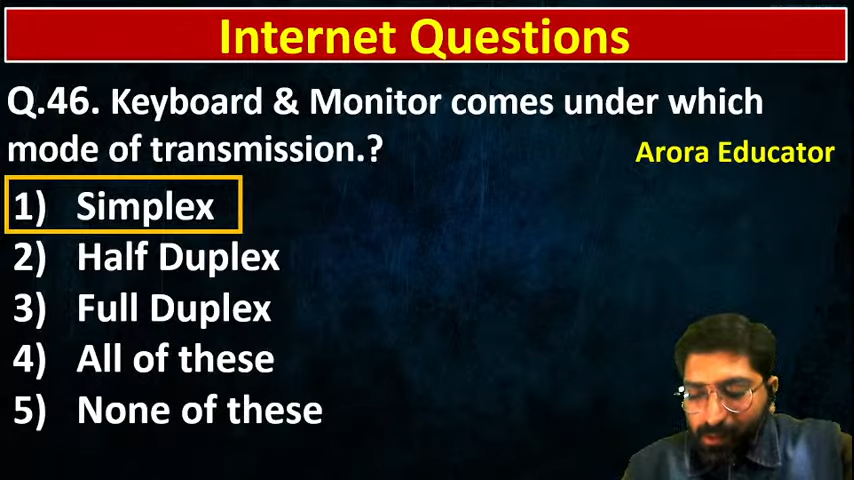 Internet Questions
Q.46. Keyboard & Monitor comes under which
mode of transmission.?
Arora Educator
1) Simplex
2) Half Duplex
3) Full Duplex
4) All of these
5) None of these